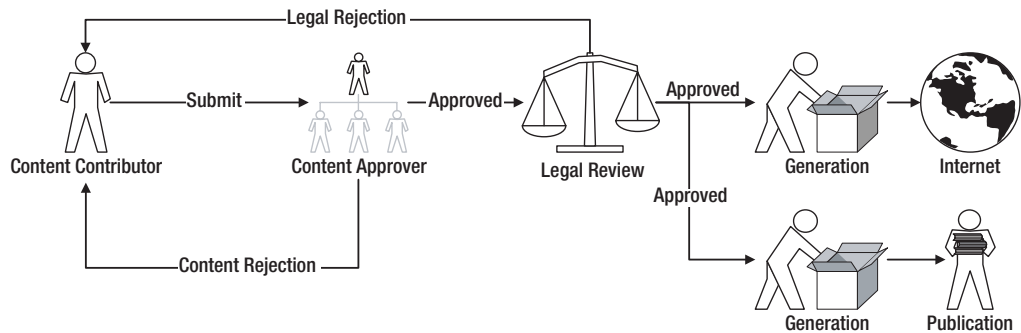 Legal Rejection
Submit
Approved
Approved
Content Contributor
Content Approver
Legal Review
Generation
Internet
Approved
Content Rejection
Generation
Publication